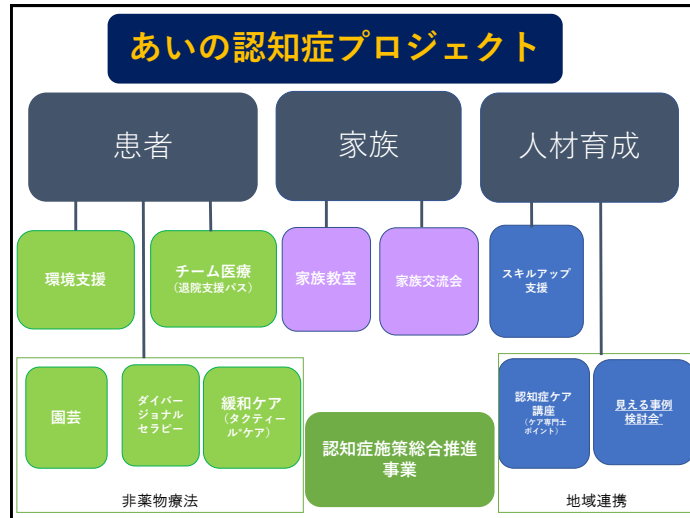 あいの認知症プロジェクト
患者
家族
人材育成
環境支援
チーム医療
（退院支援パス）
家族教室
家族交流会
スキルアップ
支援
園芸
ダイバー
ジョナル
セラピー
緩和ケア
（タクティー
ル®ケア）
認知症施策総合推進
事業
認知症ケア
講座
（ケア専門士
ポイント）
見える事例
検討会®
非薬物療法
地域連携